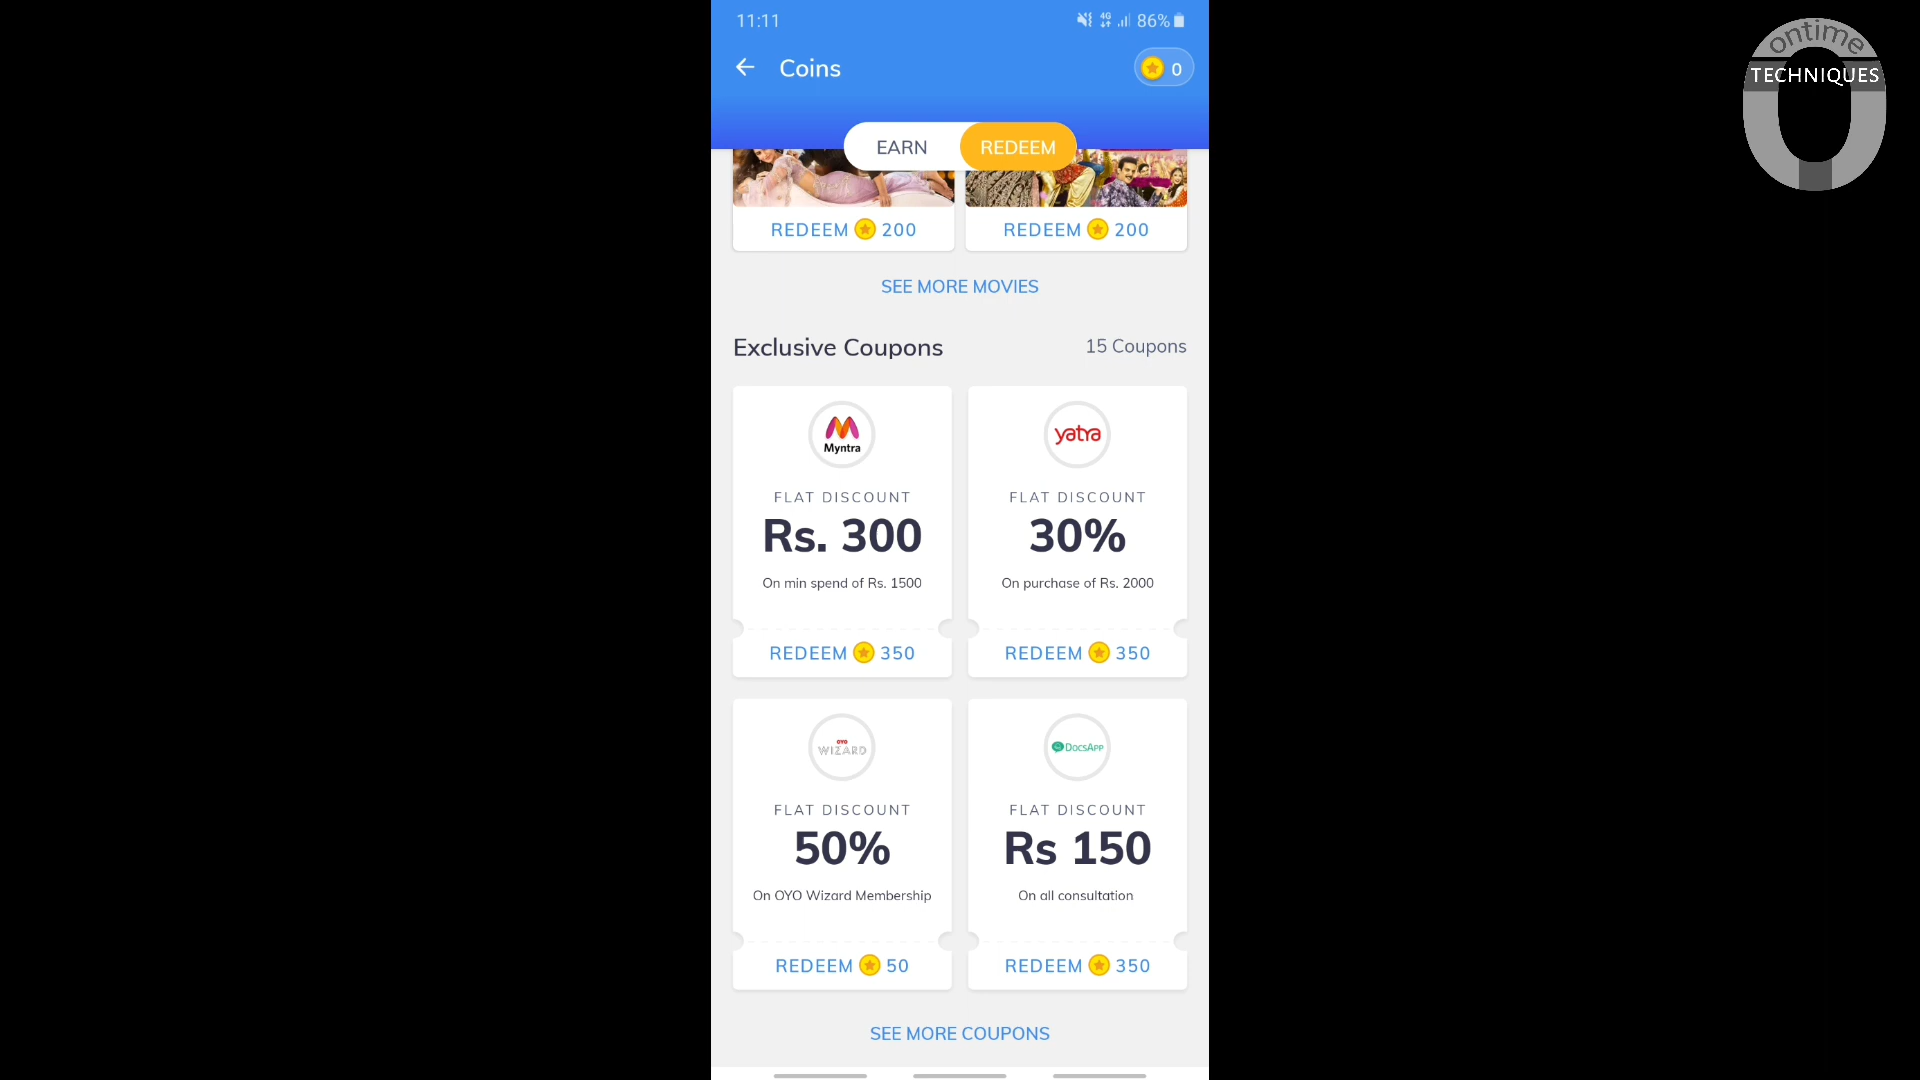 11:11
4G 86%
Coins
0
EARN
REDEEM
REDEEM 200
REDEEM 200
SEE MORE MOVIES
Exclusive Coupons
15 Coupons
Myntra
FLAT DISCOUNT
Rs. 300
On min spend of Rs. 1500
REDEEM 350
yatra
FLAT DISCOUNT
30%
On purchase of Rs. 2000
REDEEM 350
OYO
WIZARD
FLAT DISCOUNT
50%
On OYO Wizard Membership
REDEEM 50
DocsApp
FLAT DISCOUNT
Rs 150
On all consultation
REDEEM 350
SEE MORE COUPONS
ontime
TECHNIQUES